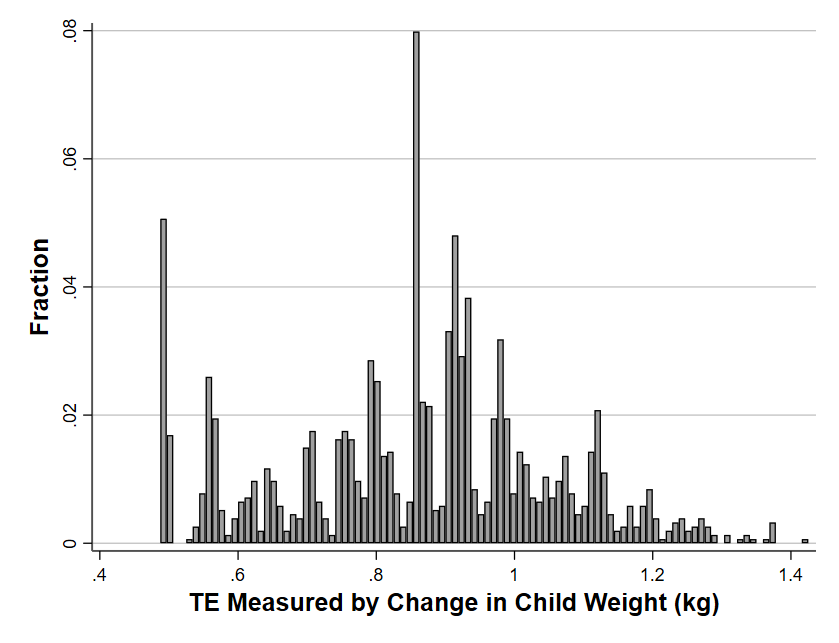 .08
.06
.04
.02
0
Fraction
.4 .6 .8 1 1.2 1.4
TE Measured by Change in Child Weight (kg)